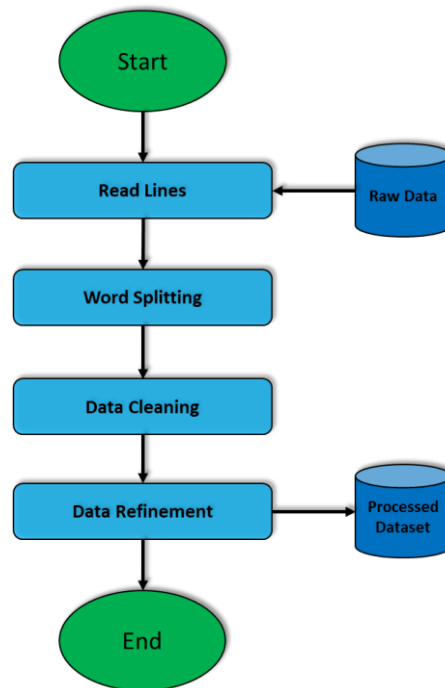 Start
Read Lines
Raw Data
Word Splitting
Data Cleaning
Data Refinement
Processed
Dataset
End